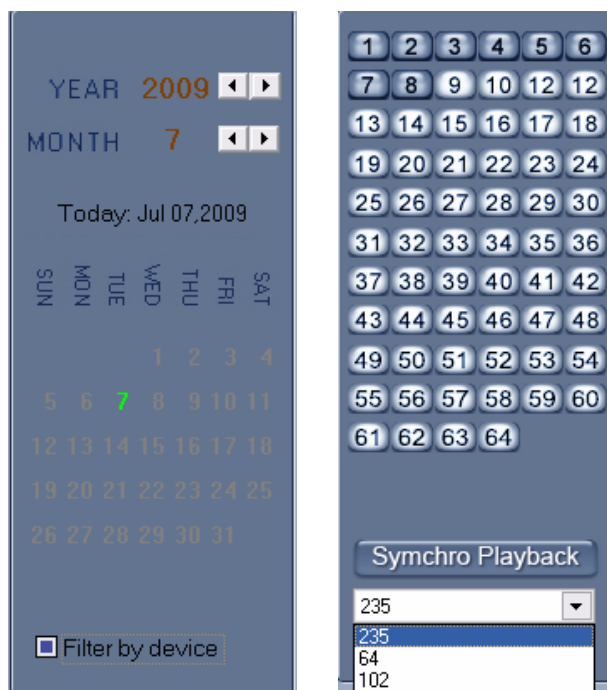 YEAR 2009
MONTH 7
Today: Jul 07,2009
SUN MON TUE WED THU FRI SAT
1 2 3 4
5 6 7 8 9 10 11
12 13 14 15 16 17 18
19 20 21 22 23 24 25
26 27 28 29 30 31
Filter by device
1 2 3 4 5 6
7 8 9 10 12 12
13 14 15 16 17 18
19 20 21 22 23 24
25 26 27 28 29 30
31 32 33 34 35 36
37 38 39 40 41 42
43 44 45 46 47 48
49 50 51 52 53 54
55 56 57 58 59 60
61 62 63 64
Symchro Playback
235
235
64
102